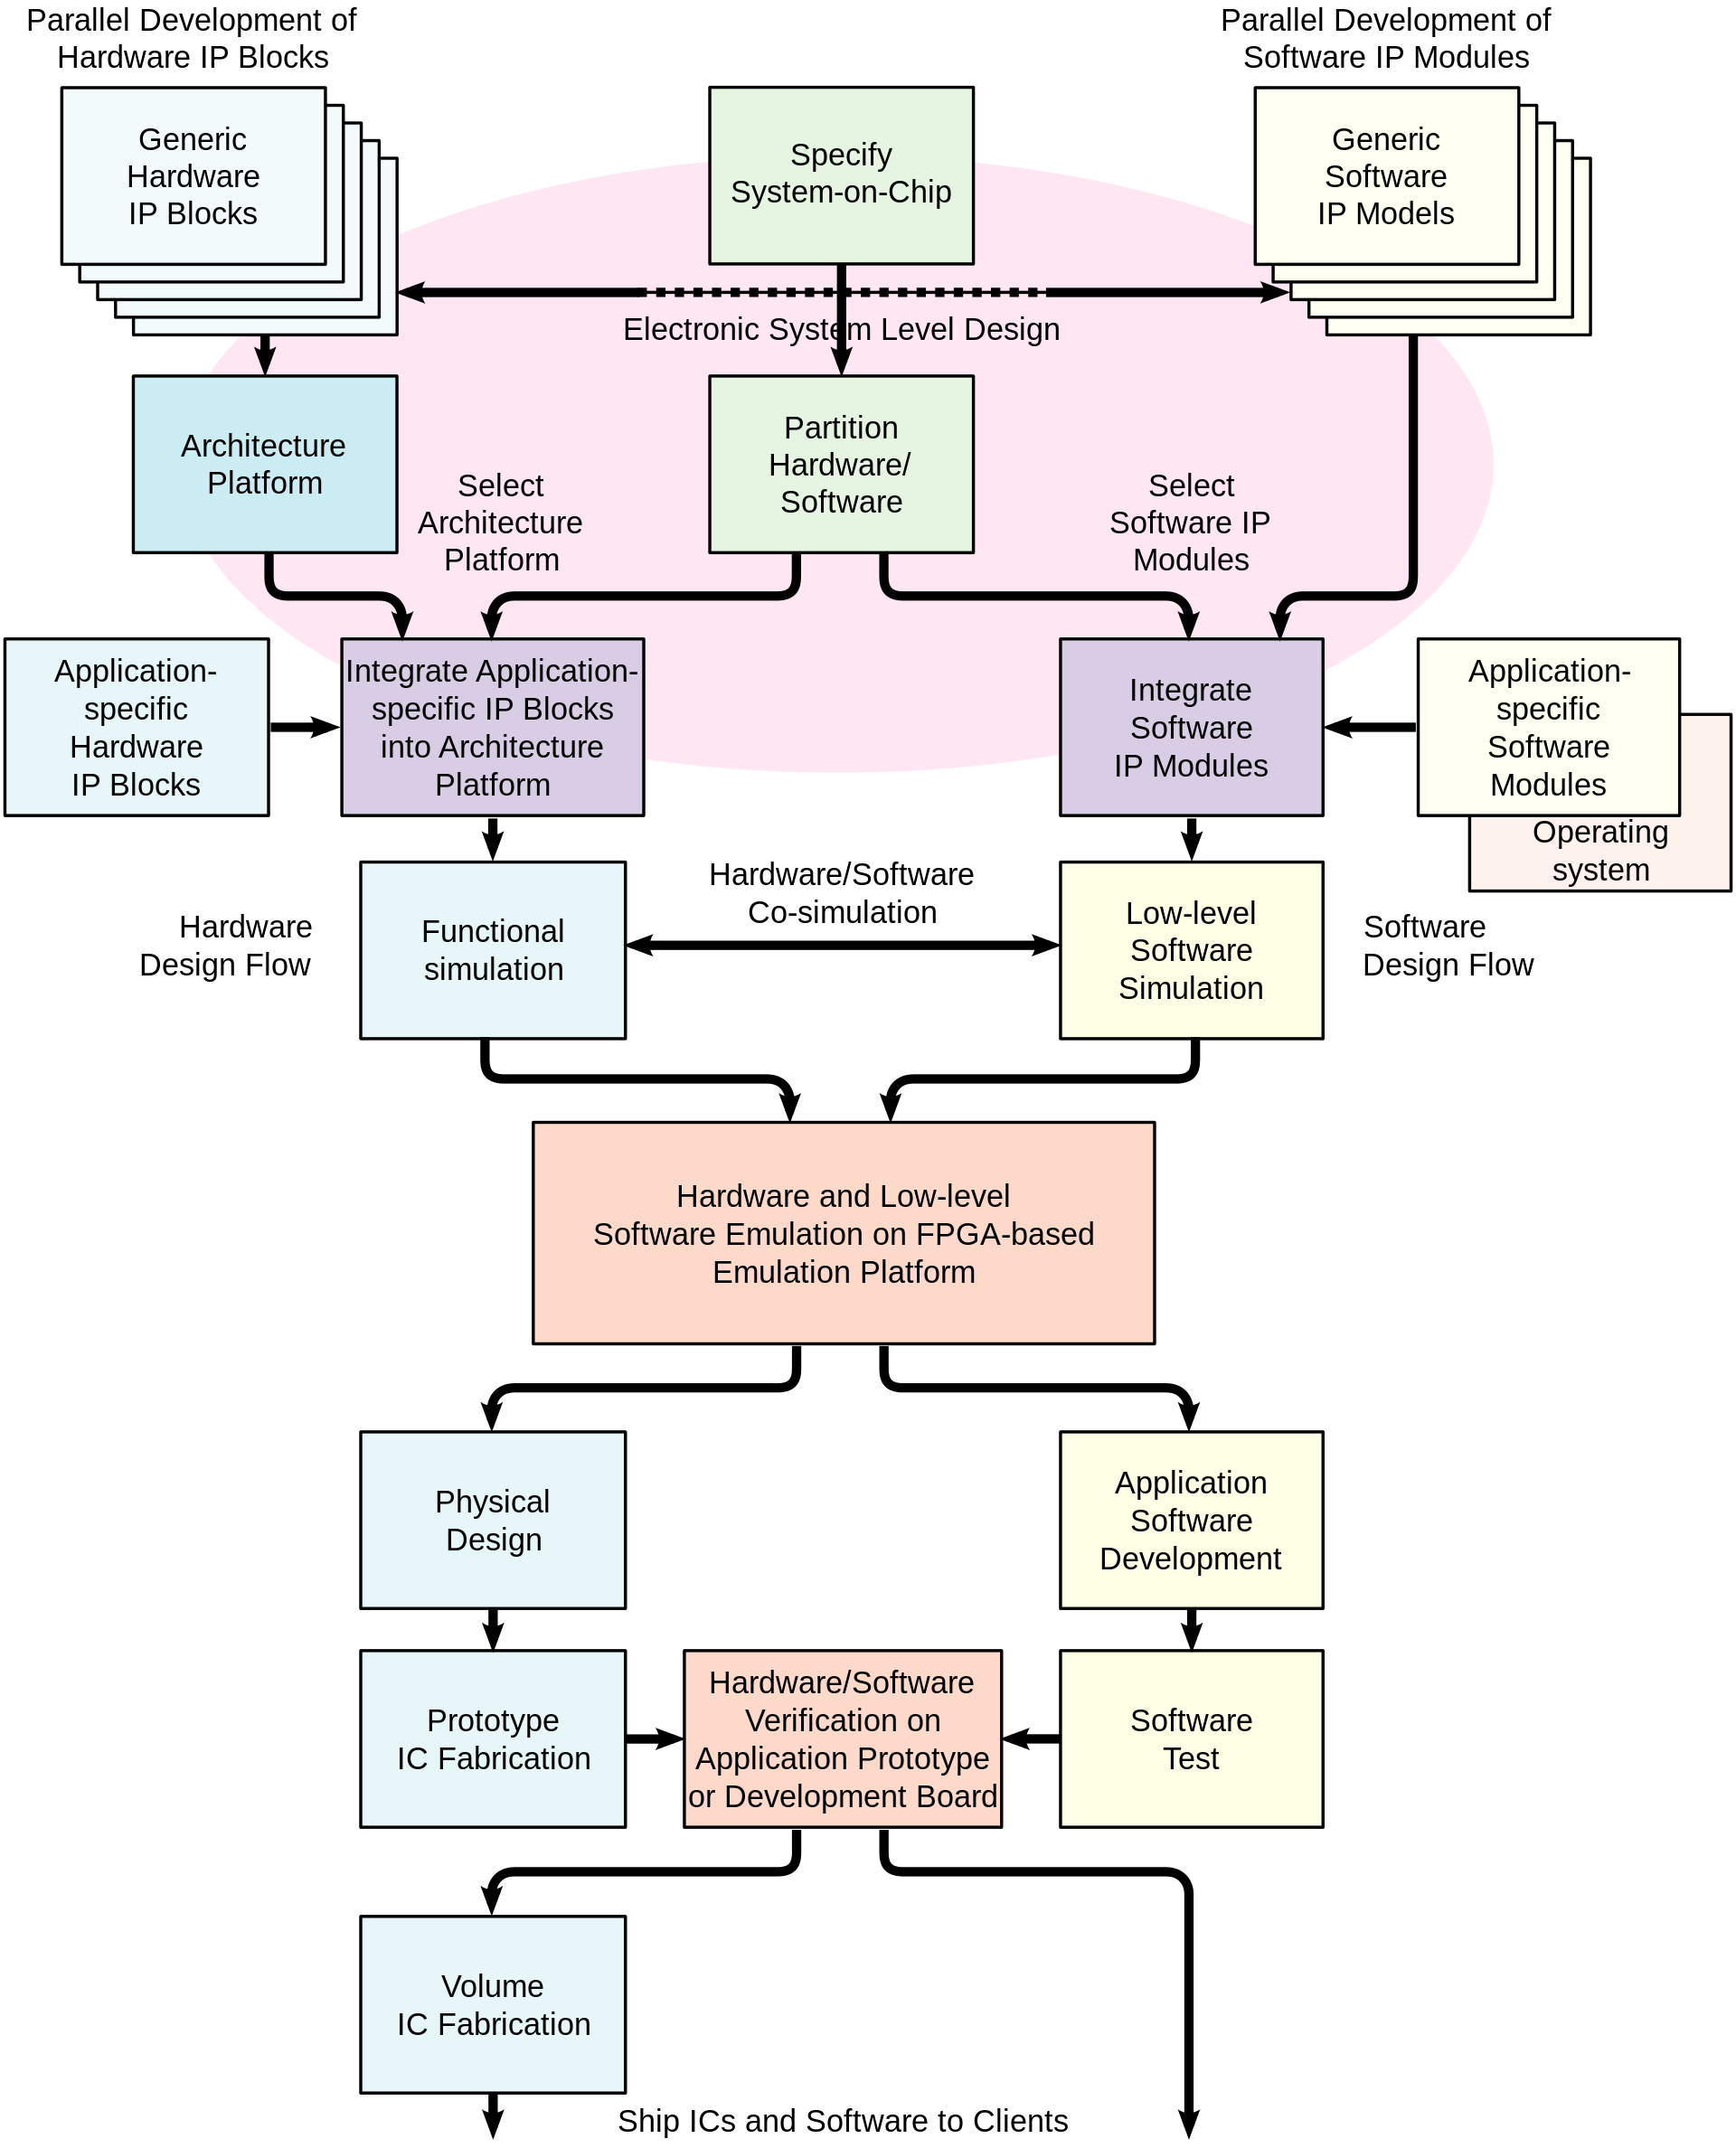 Parallel Development of
Hardware IP Blocks
Parallel Development of
Software IP Modules
Generic
Hardware
IP Blocks
Specify
System-on-Chip
Generic
Software
IP Models
Electronic System Level Design
Architecture
Platform
Select
Architecture
Platform
Partition
Hardware/
Software
Select
Software IP
Modules
Application-
specific
Hardware
IP Blocks
Integrate Application-
specific IP Blocks
into Architecture
Platform
Integrate
Software
IP Modules
Application-
specific
Software
Modules
Operating
system
Hardware
Design Flow
Functional
simulation
Hardware/Software
Co-simulation
Low-level
Software
Simulation
Software
Design Flow
Hardware and Low-level
Software Emulation on FPGA-based
Emulation Platform
Physical
Design
Application
Software
Development
Prototype
IC Fabrication
Hardware/Software
Verification on
Application Prototype
or Development Board
Software
Test
Volume
IC Fabrication
Ship ICs and Software to Clients